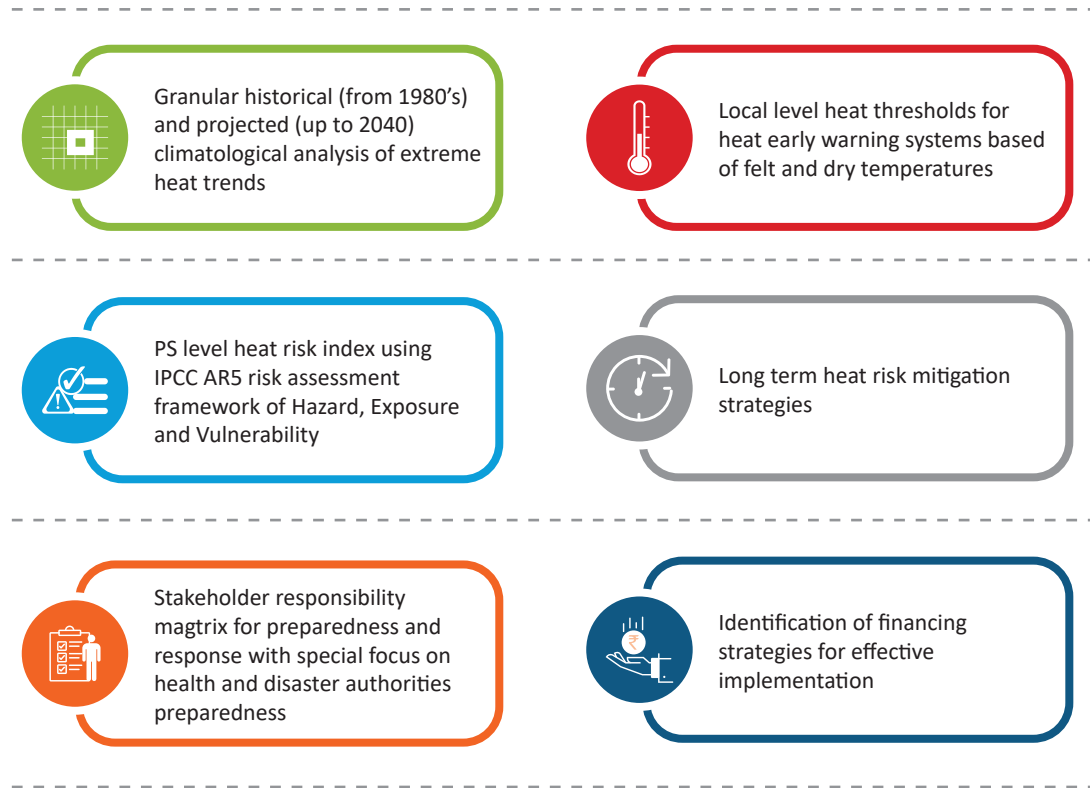 Granular historical (from 1980's)
and projected (up to 2040)
climatological analysis of extreme
heat trends
Local level heat thresholds for
heat early warning systems based
of felt and dry temperatures
PS level heat risk index using
IPCC AR5 risk assessment
framework of Hazard, Exposure
and Vulnerability
Long term heat risk mitigation
strategies
Stakeholder responsibility
magtrix for preparedness and
response with special focus on
health and disaster authorities
preparedness
₹
Identification of financing
strategies for effective
implementation